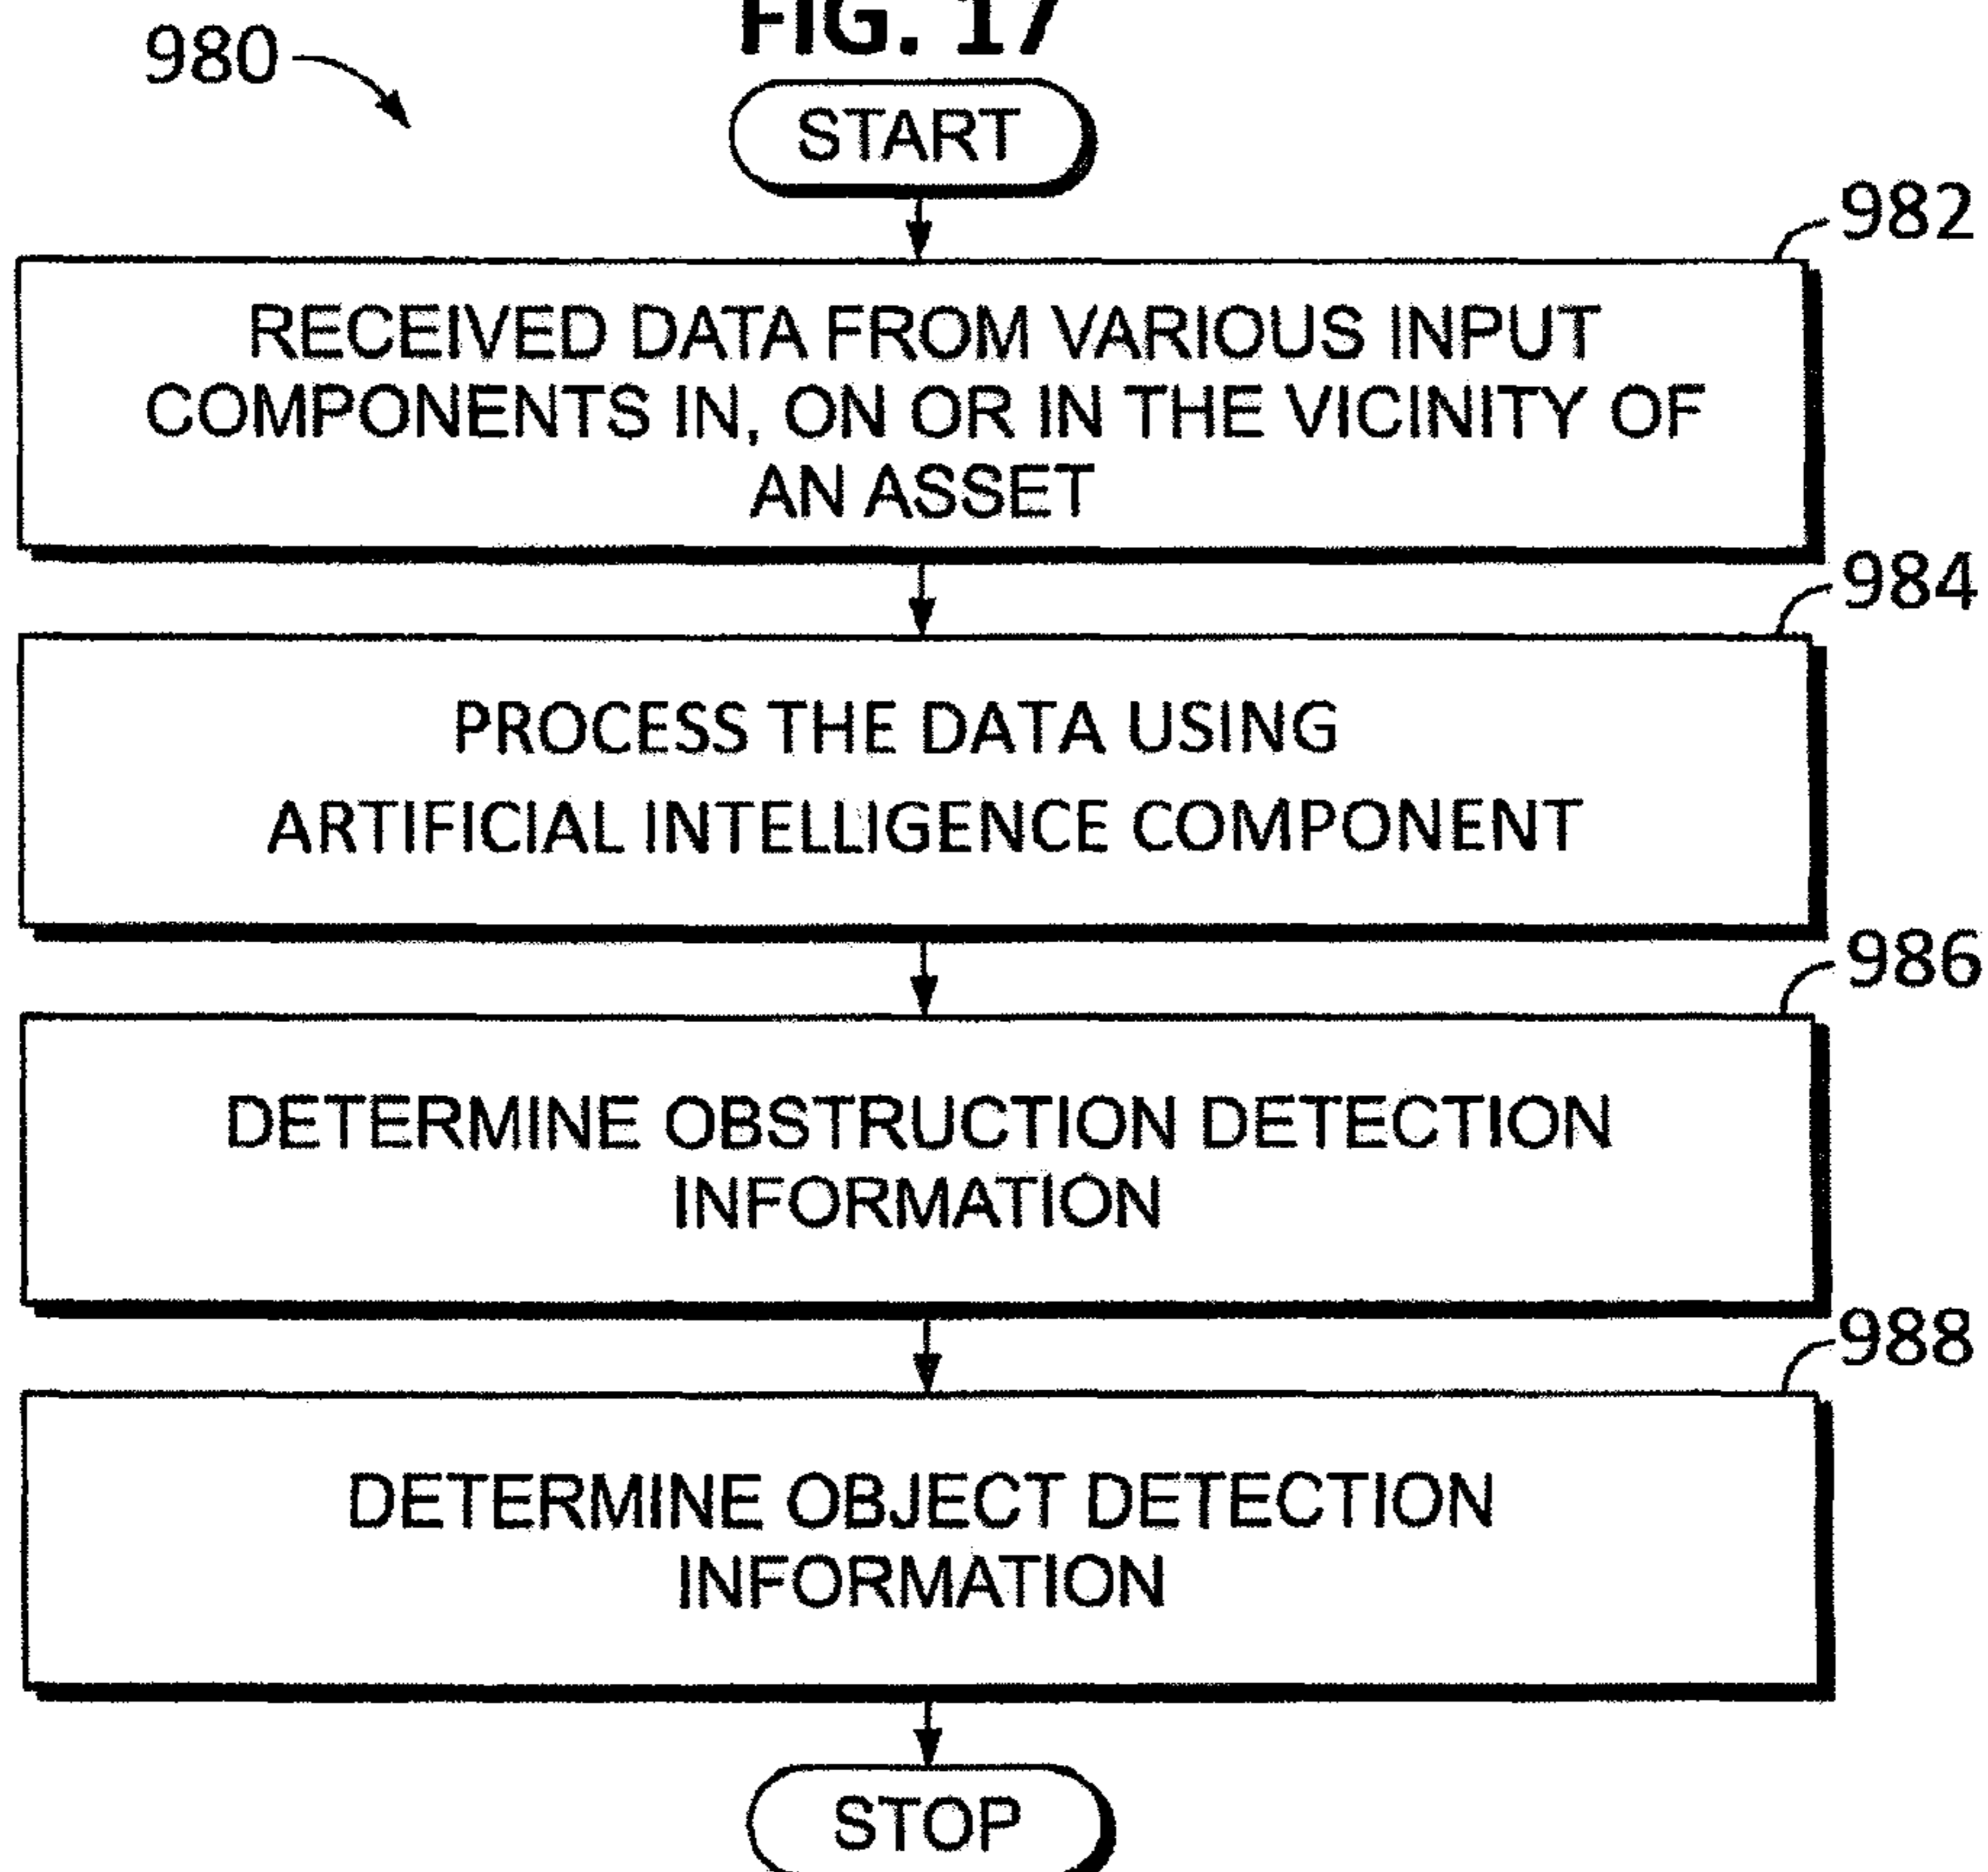 FIG. 17
980
START
982
RECEIVED DATA FROM VARIOUS INPUT
COMPONENTS IN, ON OR IN THE VICINITY OF
AN ASSET
984
PROCESS THE DATA USING
ARTIFICIAL INTELLIGENCE COMPONENT
986
DETERMINE OBSTRUCTION DETECTION
INFORMATION
988
DETERMINE OBJECT DETECTION
INFORMATION
STOP